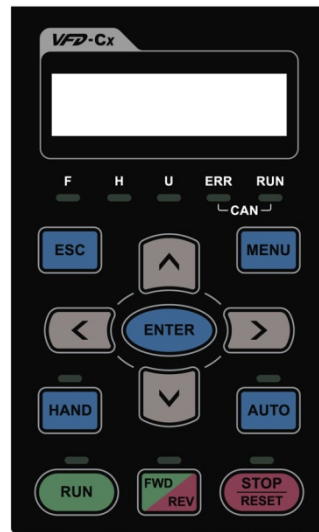 VFD-Cx
F H U ERR RUN
CAN
ESC MENU
ENTER
HAND AUTO
RUN FWD REV STOP RESET